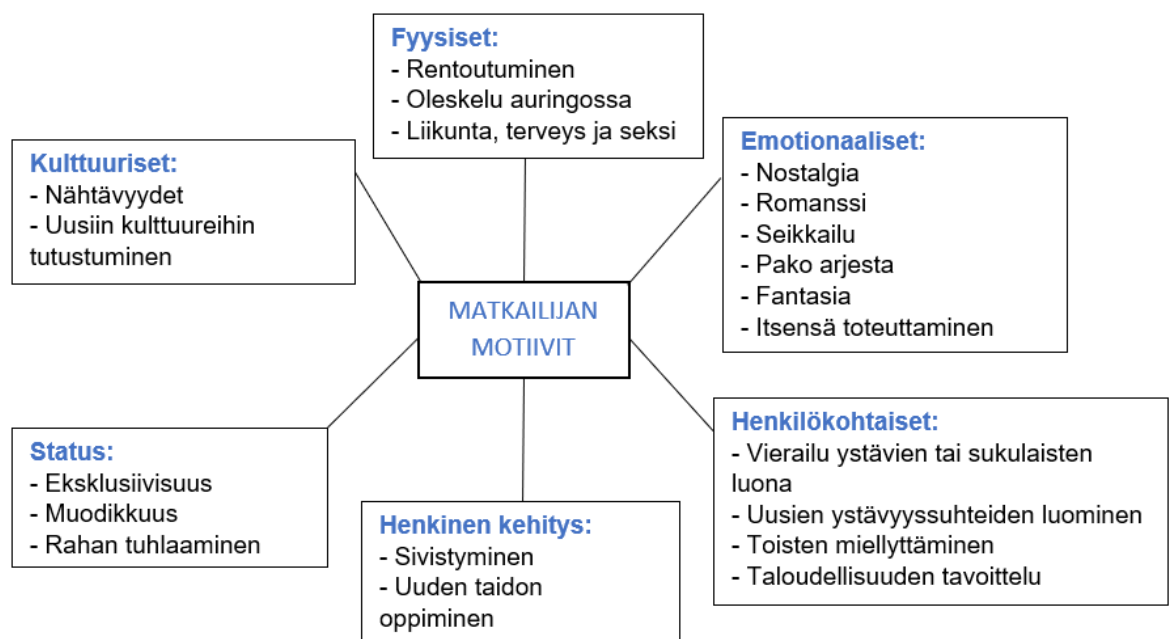 Fyysiset:
- Rentoutuminen
- Oleskelu auringossa
- Liikunta, terveys ja seksi
Kulttuuriset:
- Nähtävyydet
- Uusiin kulttuureihin
tutustuminen
Emotionaaliset:
- Nostalgia
- Romanssi
- Seikkailu
- Pako arjesta
- Fantasia
- Itsensä toteuttaminen
MATKAILIJAN
MOTIIVIT
Status:
- Eksklusiivisuus
- Muodikkuus
- Rahan tuhlaaminen
Henkinen kehitys:
- Sivistyminen
- Uuden taidon
oppiminen
Henkilökohtaiset:
- Vierailu ystävien tai sukulaisten
luona
- Uusien ystävyyssuhteiden luominen
- Toisten miellyttäminen
- Taloudellisuuden tavoittelu